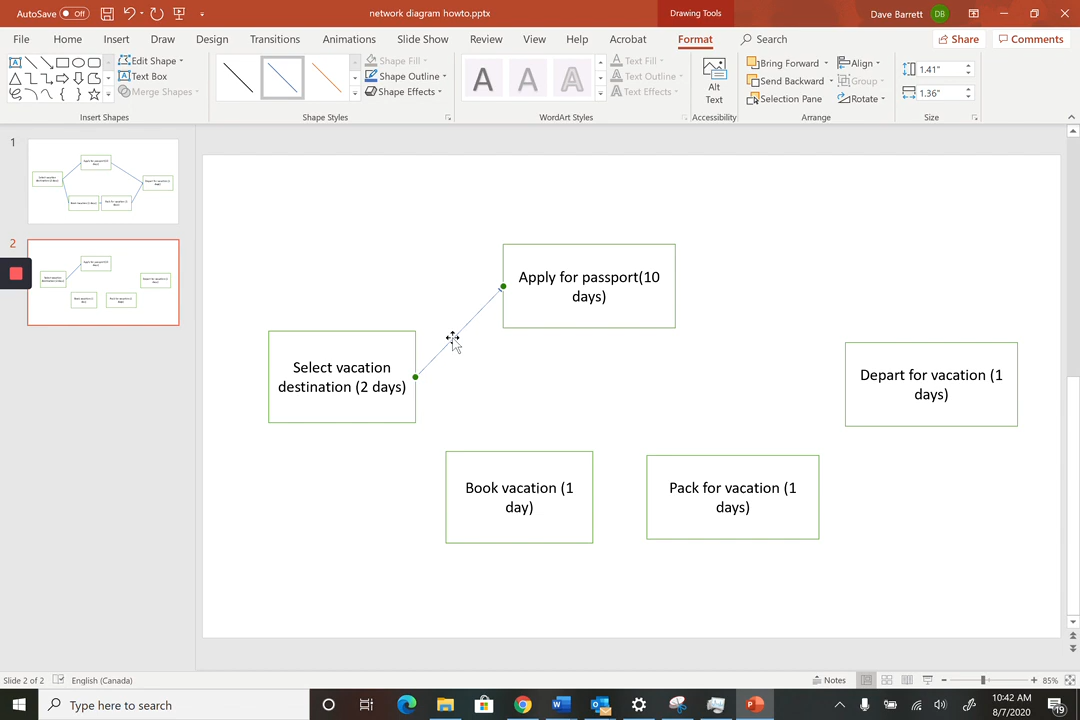 AutoSave Off
network diagram howto.pptx
Drawing Tools
Dave Barrett DB
File Home Insert Draw Design Transitions Animations Slide Show Review View Help Acrobat Format Search
Share Comments
Edit Shape
Text Box
Merge Shapes
Insert Shapes
Shape Fill
Shape Outline
Shape Effects
Shape Styles
A A A
Text Fill
Text Outline
Text Effects
WordArt Styles
Alt
Text
Accessibility
Bring Forward
Send Backward
Selection Pane
Align
Group
Rotate
Arrange
1.41"
1.36"
Size
1
2
Apply for passport(10
days)
Select vacation
destination (2 days)
Depart for vacation (1
days)
Book vacation (1
day)
Pack for vacation (1
days)
Slide 2 of 2 English (Canada)
Notes
85%
Type here to search
10:42 AM
8/7/2020
19